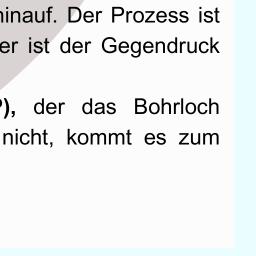 hinauf. Der Prozess ist
er ist der Gegendruck
), der das Bohrloch
nicht, kommt es zum